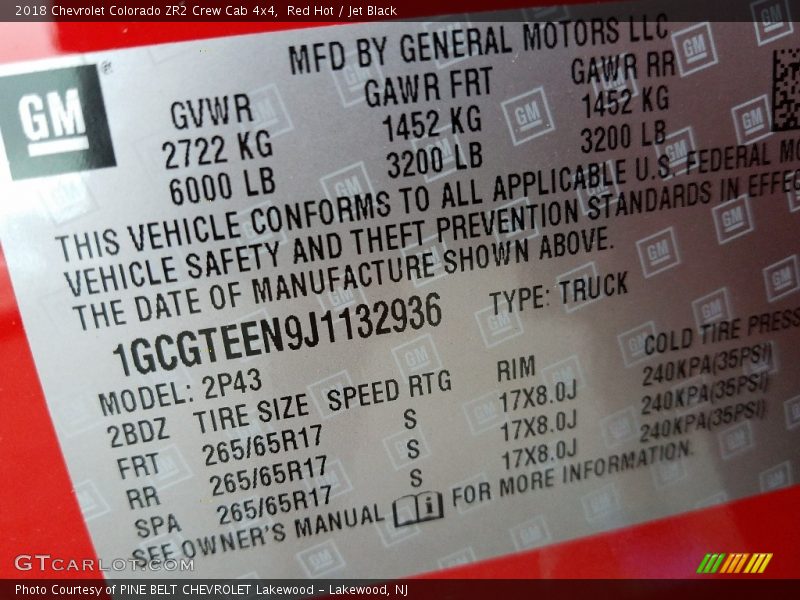 2018 Chevrolet Colorado ZR2 Crew Cab 4x4,  Red Hot / Jet Black
MFD BY GENERAL MOTORS LLC
GM
GVWR GAWR FRT GAWR RR
2722 KG 1452 KG 1452 KG
6000 LB 3200 LB 3200 LB
THIS VEHICLE CONFORMS TO ALL APPLICABLE U.S. FEDERAL MO
VEHICLE SAFETY AND THEFT PREVENTION STANDARDS IN EFFEC
THE DATE OF MANUFACTURE SHOWN ABOVE.
1GCGTEEN9J1132936 TYPE: TRUCK
MODEL: 2P43
2BDZ TIRE SIZE SPEED RTG RIM COLD TIRE PRESS
FRT 265/65R17 S 17X8.0J 240KPA(35PSI)
RR 265/65R17 S 17X8.0J 240KPA(35PSI)
SPA 265/65R17 S 17X8.0J 240KPA(35PSI)
SEE OWNER'S MANUAL FOR MORE INFORMATION.
GTCARLOT.COM
Photo Courtesy of PINE BELT CHEVROLET Lakewood - Lakewood, NJ